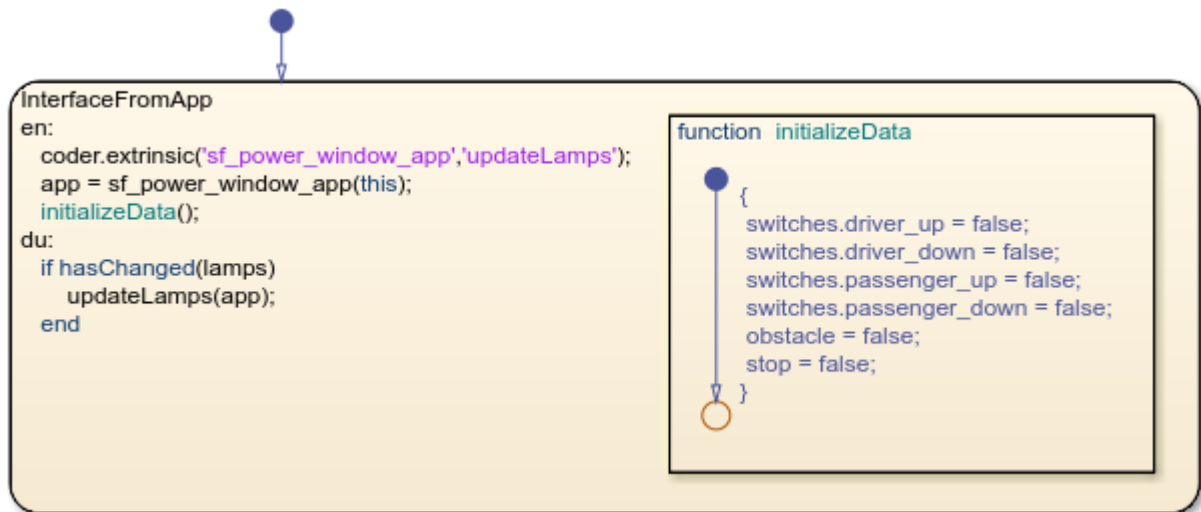 InterfaceFromApp
en:
coder.extrinsic('sf_power_window_app','updateLamps');
app = sf_power_window_app(this);
initializeData();
du:
if hasChanged(lamps)
updateLamps(app);
end
function initializeData
{
switches.driver_up = false;
switches.driver_down = false;
switches.passenger_up = false;
switches.passenger_down = false;
obstacle = false;
stop = false;
}